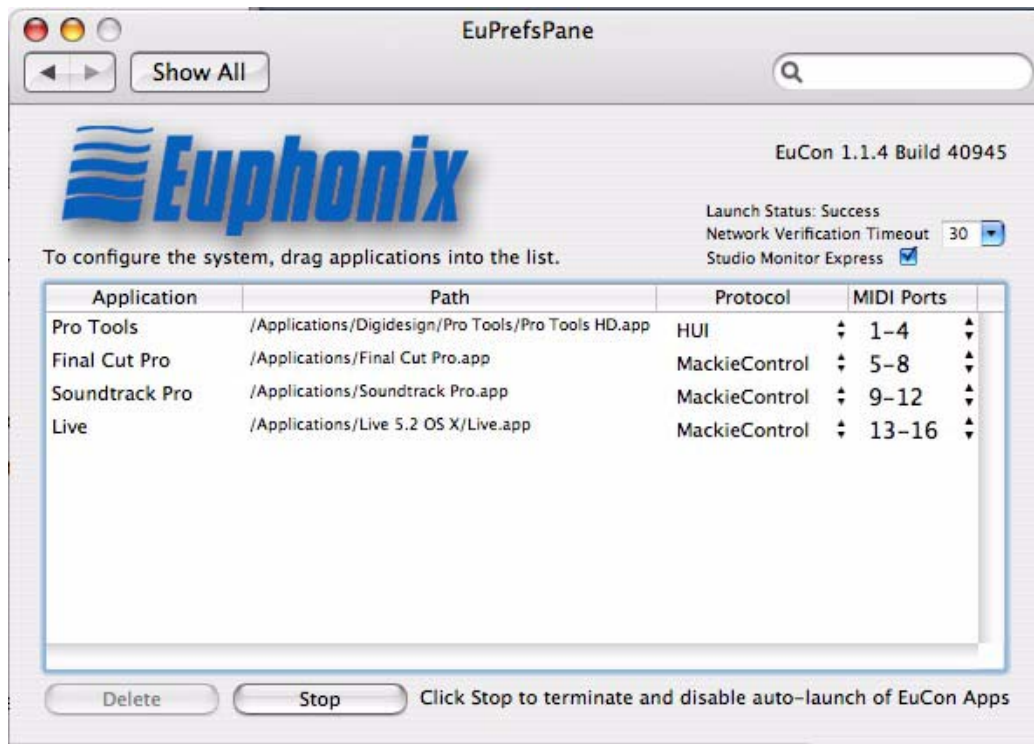 EuPrefsPane
Show All
Euphonix
EuCon 1.1.4 Build 40945
Launch Status: Success
Network Verification Timeout 30
Studio Monitor Express
To configure the system, drag applications into the list.
Application Path Protocol MIDI Ports
Pro Tools /Applications/Digidesign/Pro Tools/Pro Tools HD.app HUI 1-4
Final Cut Pro /Applications/Final Cut Pro.app MackieControl 5-8
Soundtrack Pro /Applications/Soundtrack Pro.app MackieControl 9-12
Live /Applications/Live 5.2 OS X/Live.app MackieControl 13-16
Delete Stop Click Stop to terminate and disable auto-launch of EuCon Apps